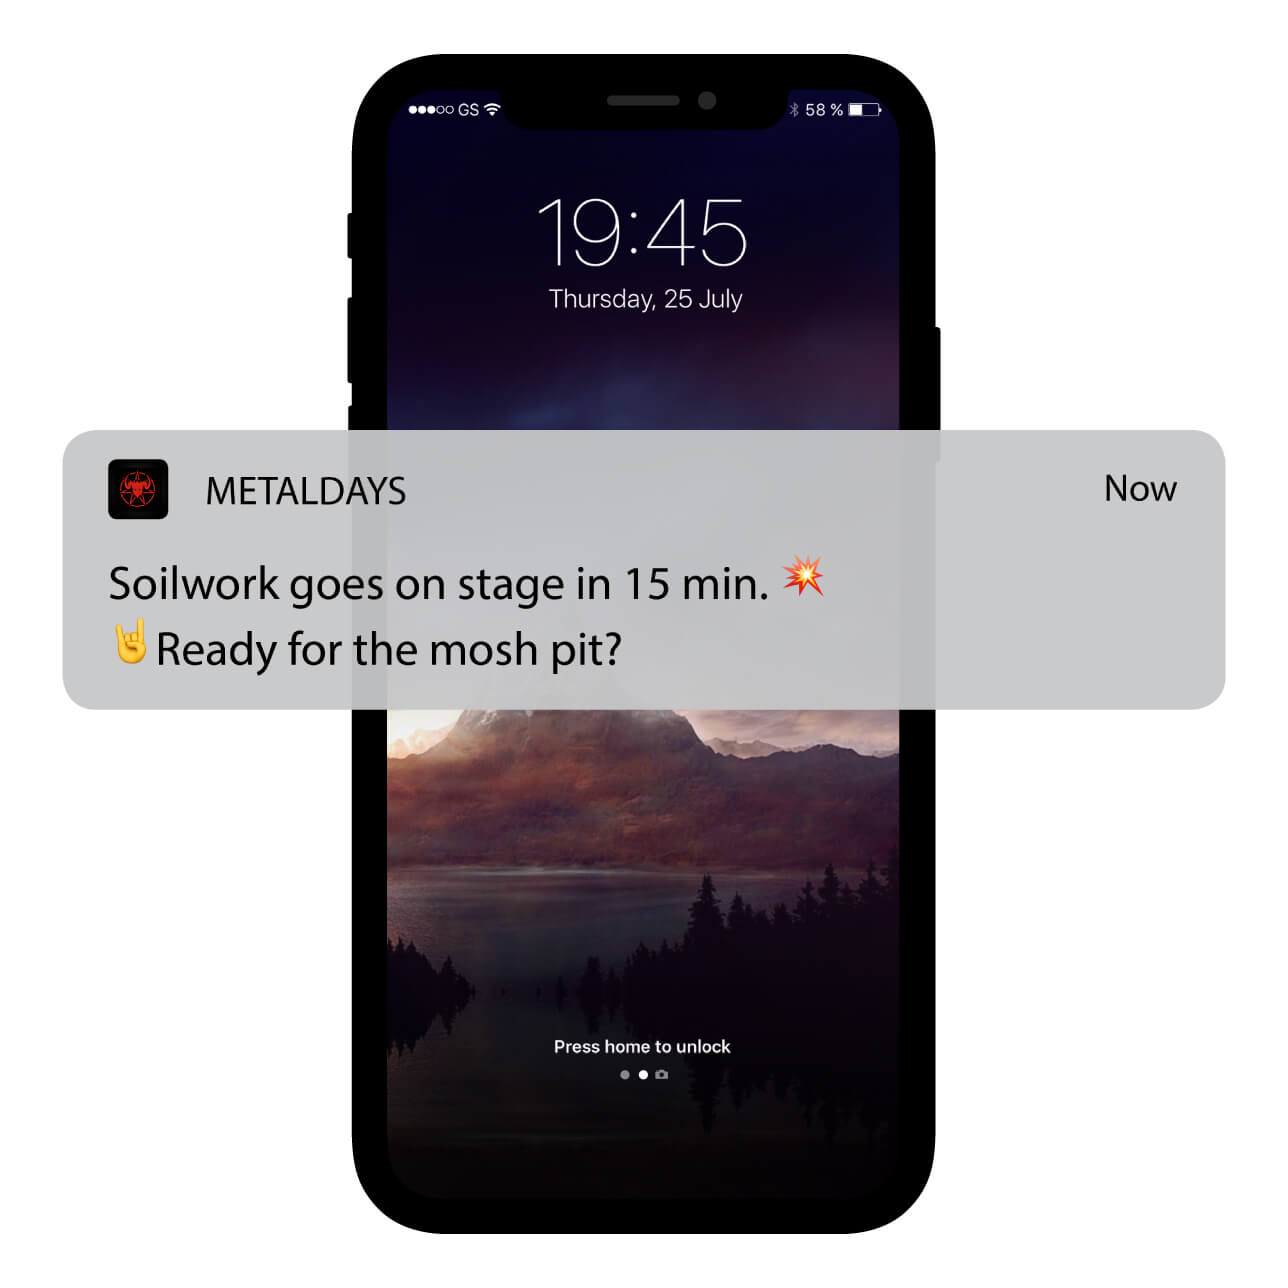 GS 58 %
19:45
Thursday, 25 July
METALDAYS Now
Soilwork goes on stage in 15 min. 💥
🤘Ready for the mosh pit?
Press home to unlock